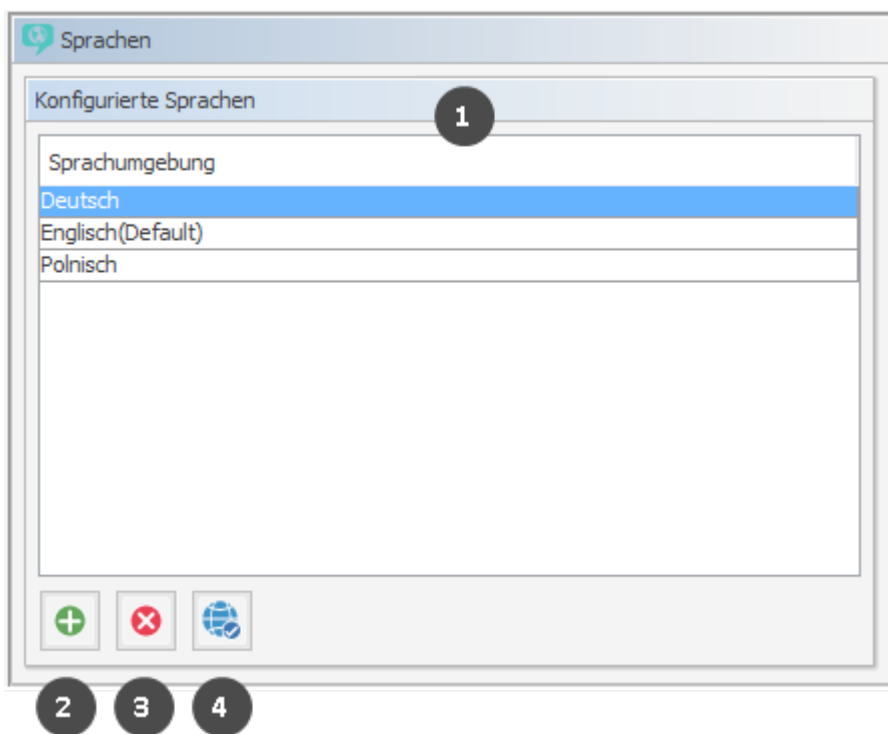 Sprachen
Konfigurierte Sprachen
1
Sprachumgebung
Deutsch
Englisch(Default)
Polnisch
2 3 4